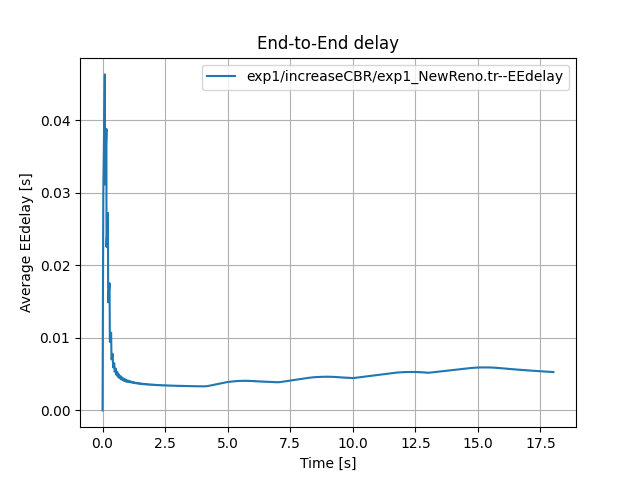 End-to-End delay
exp1/increaseCBR/exp1_NewReno.tr--EEdelay
Average EEdelay [s]
0.04
0.03
0.02
0.01
0.00
0.0 2.5 5.0 7.5 10.0 12.5 15.0 17.5
Time [s]